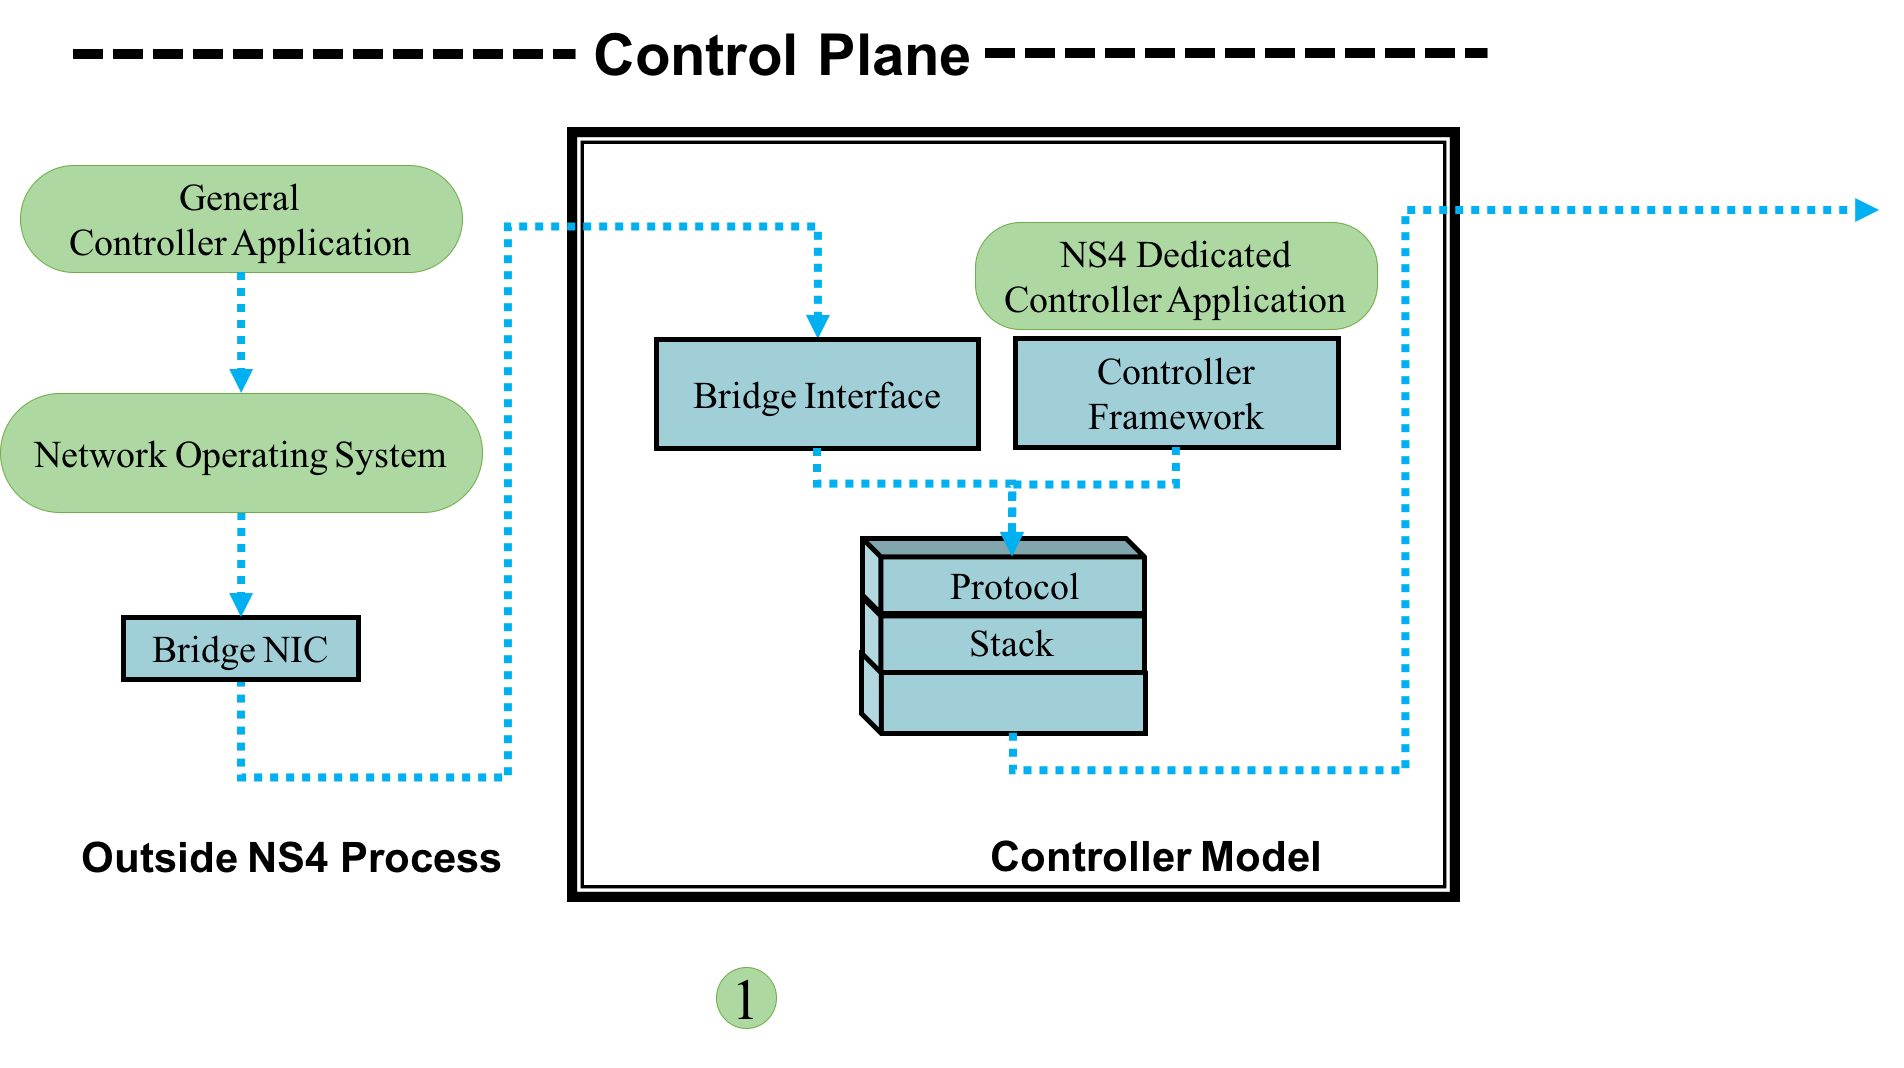 Control Plane
General
Controller Application
Network Operating System
Bridge NIC
Outside NS4 Process
NS4 Dedicated
Controller Application
Bridge Interface
Controller
Framework
Protocol
Stack
Controller Model
1